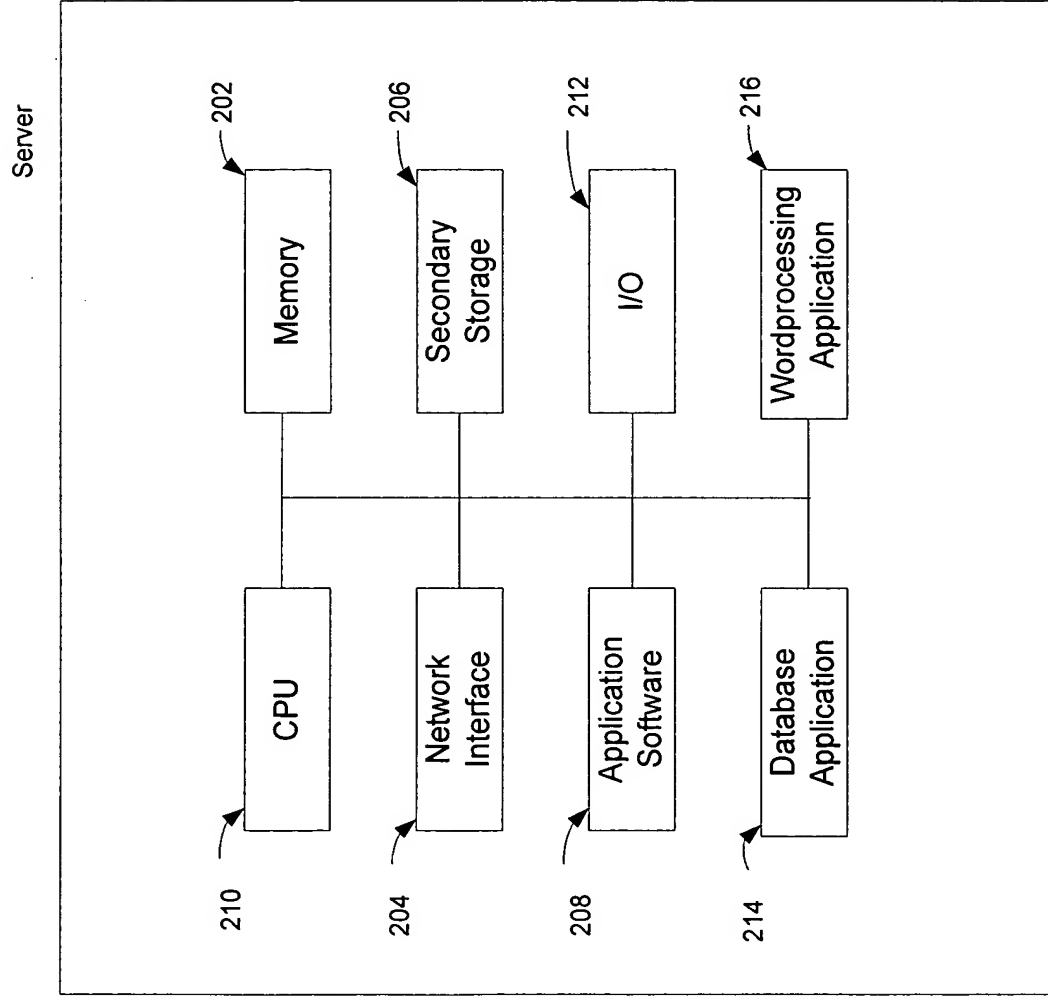 Server
210
CPU
Memory
202
204
Network
Interface
Secondary
Storage
206
208
Application
Software
I/O
212
214
Database
Application
Wordprocessing
Application
216